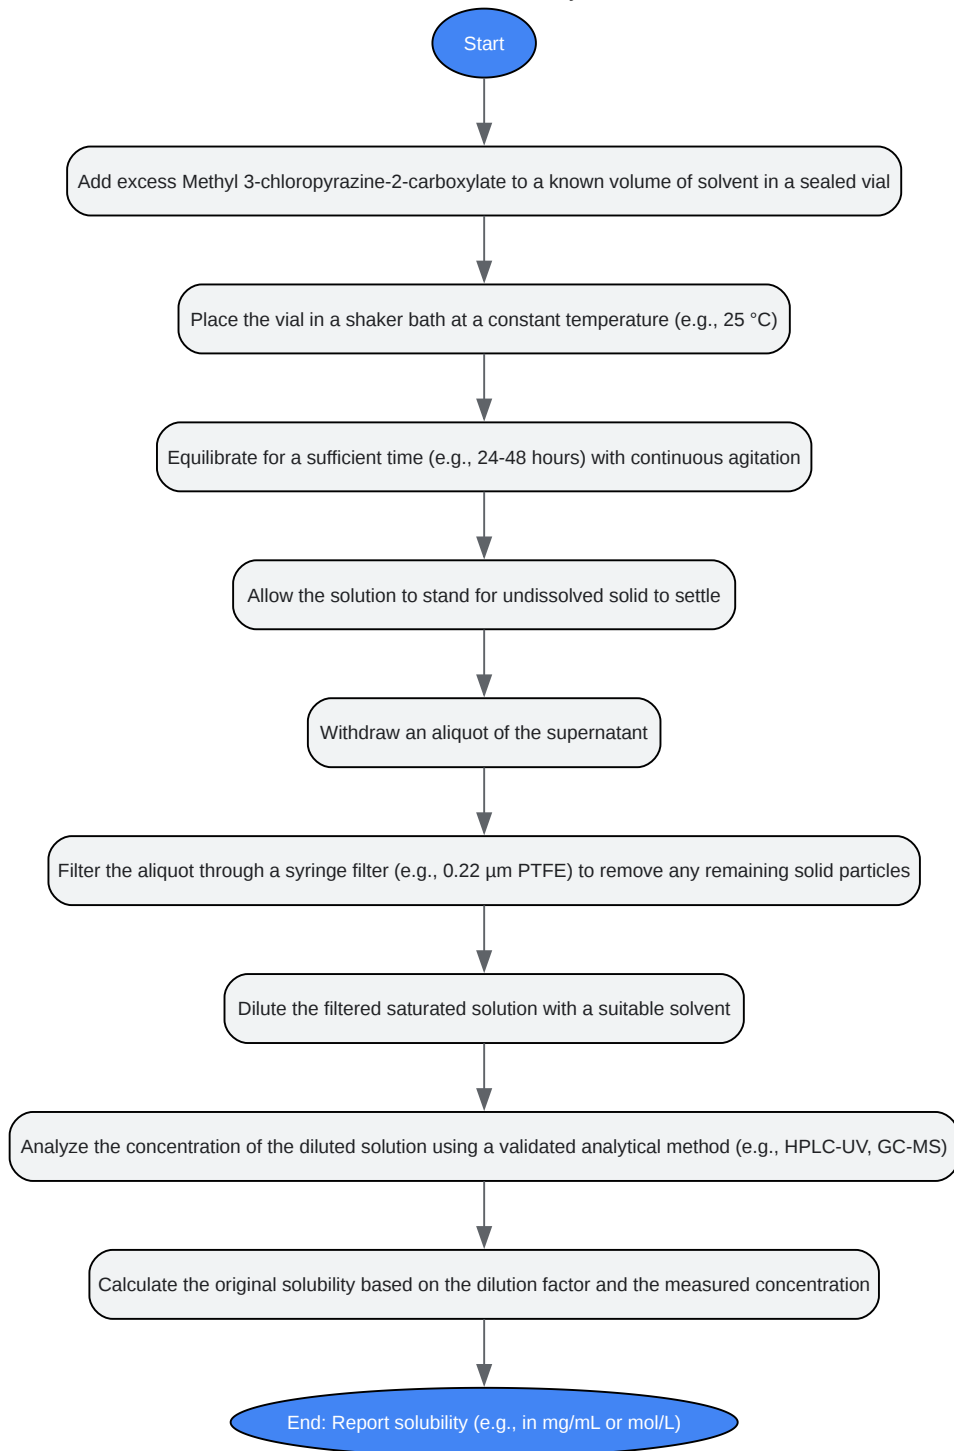 Start
Add excess Methyl 3-chloropyrazine-2-carboxylate to a known volume of solvent in a sealed vial
Place the vial in a shaker bath at a constant temperature (e.g., 25 °C)
Equilibrate for a sufficient time (e.g., 24-48 hours) with continuous agitation
Allow the solution to stand for undissolved solid to settle
Withdraw an aliquot of the supernatant
Filter the aliquot through a syringe filter (e.g., 0.22 µm PTFE) to remove any remaining solid particles
Dilute the filtered saturated solution with a suitable solvent
Analyze the concentration of the diluted solution using a validated analytical method (e.g., HPLC-UV, GC-MS)
Calculate the original solubility based on the dilution factor and the measured concentration
End: Report solubility (e.g., in mg/mL or mol/L)